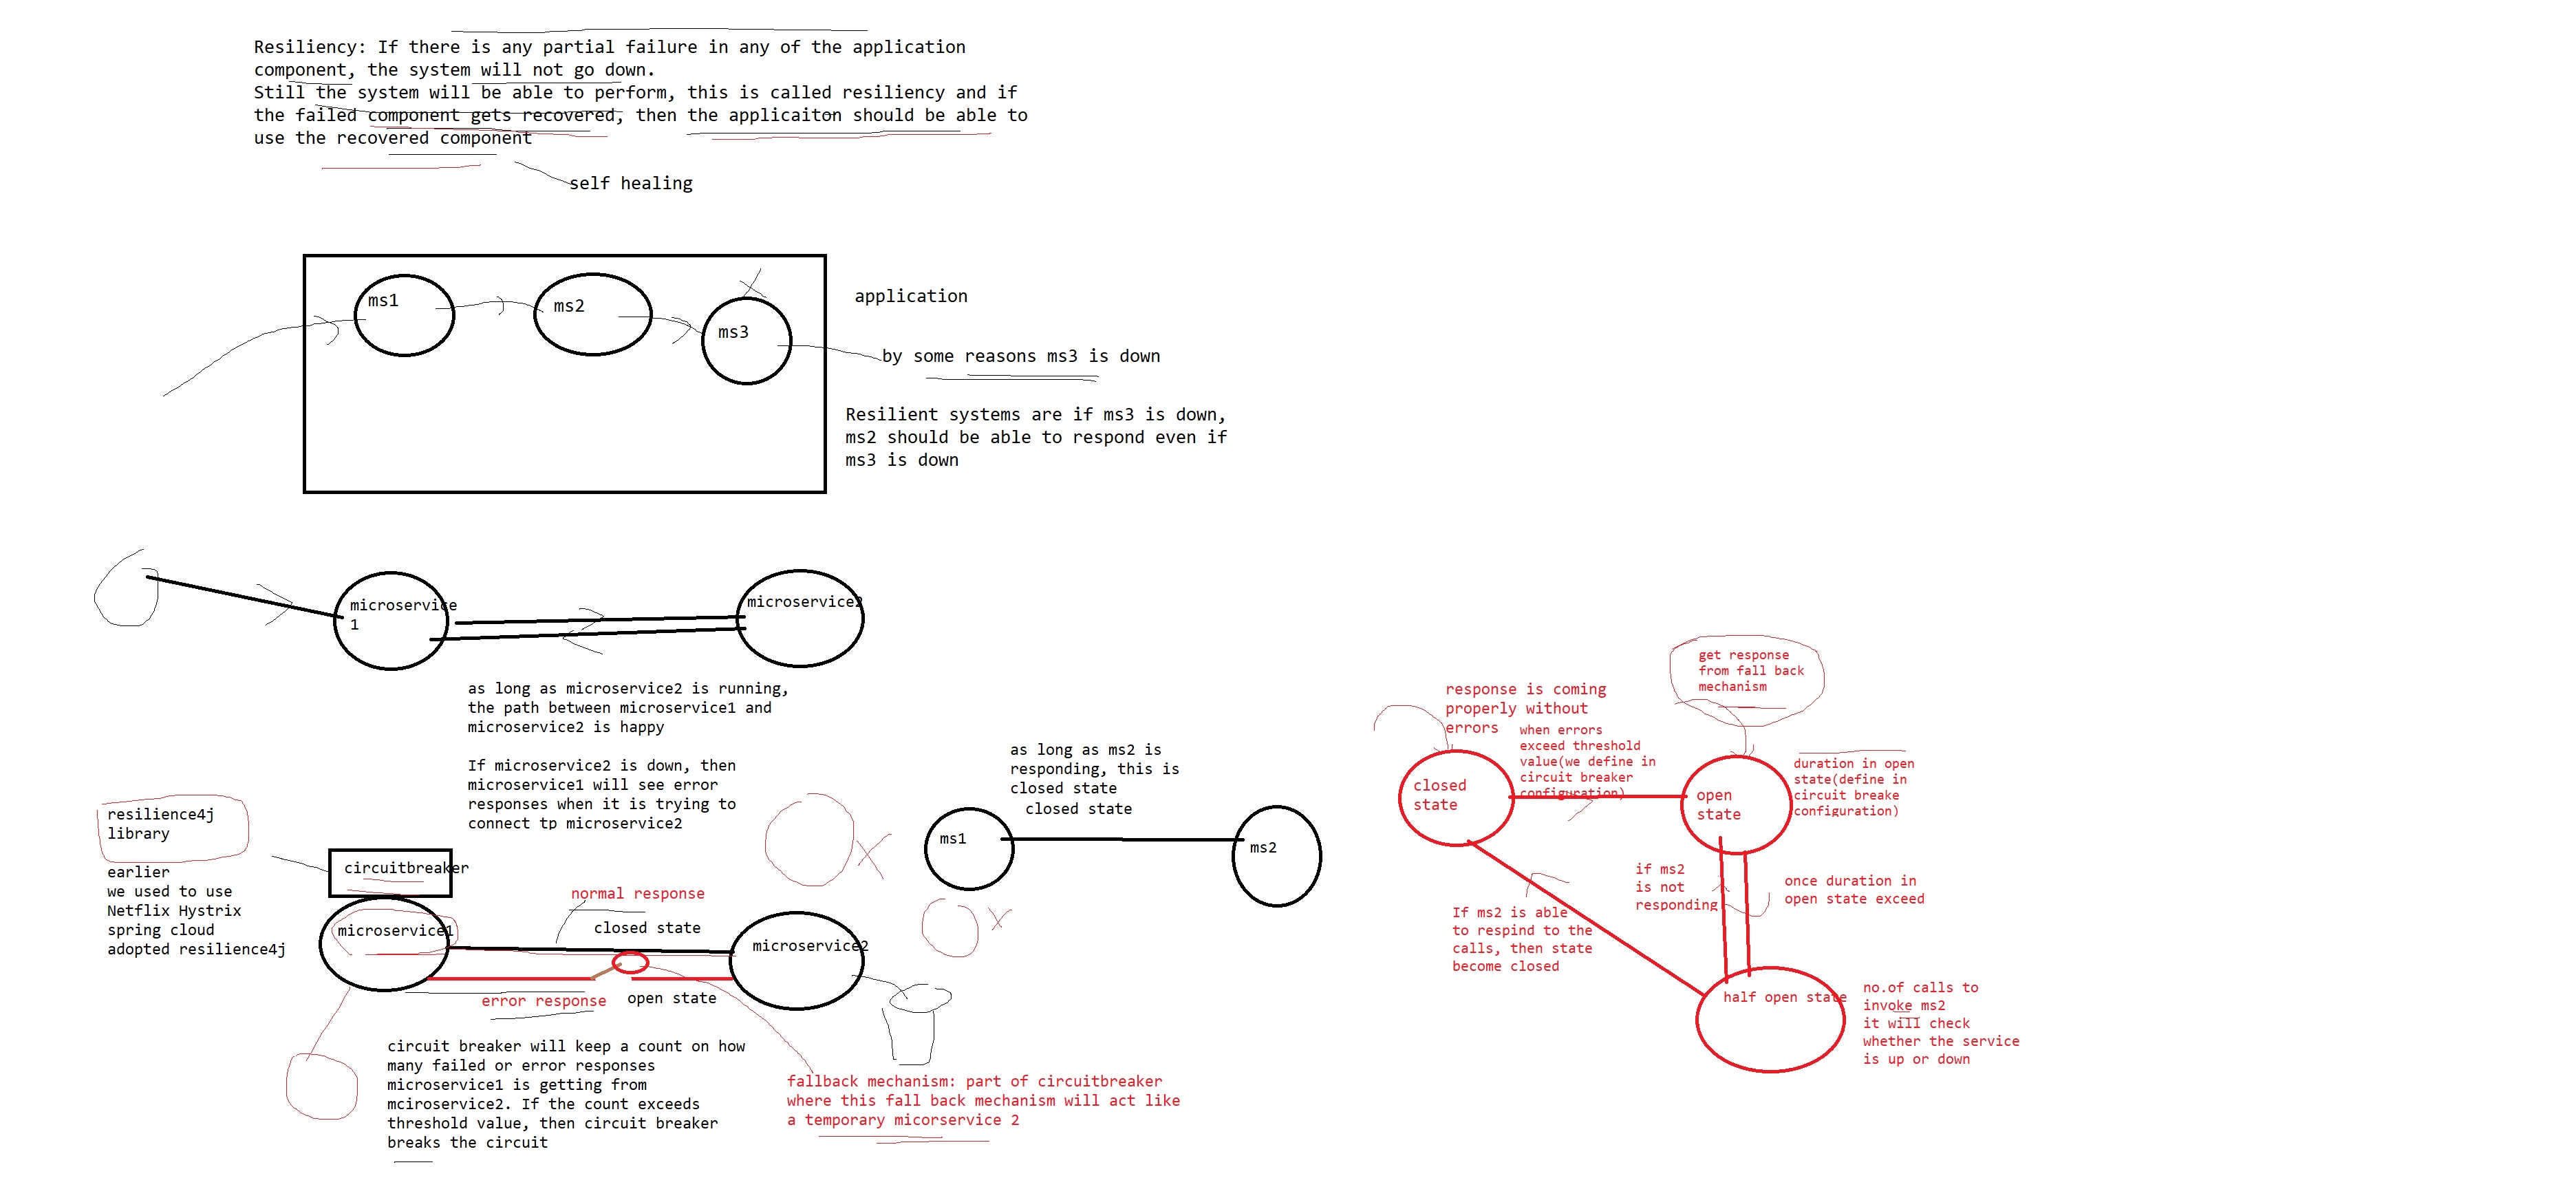 Resiliency: If there is any partial failure in any of the application
component, the system will not go down.
Still the system will be able to perform, this is called resiliency and if
the failed component gets recovered, then the applicaiton should be able to
use the recovered component
self healing
ms1
ms2
ms3
application
by some reasons ms3 is down
Resilient systems are if ms3 is down,
ms2 should be able to respond even if
ms3 is down
microservice
1
microservice2
as long as microservice2 is running,
the path between microservice1 and
microservice2 is happy
If microservice2 is down, then
microservice1 will see error
responses when it is trying to
connect tp microservice2
resilience4j
library
earlier
we used to use
Netflix Hystrix
spring cloud
adopted resilience4j
circuitbreaker
microservice1
normal response
closed state
microservice2
error response
open state
circuit breaker will keep a count on how
many failed or error responses
microservice1 is getting from
mciroservice2. If the count exceeds
threshold value, then circuit breaker
breaks the circuit
fallback mechanism: part of circuitbreaker
where this fall back mechanism will act like
a temporary micorservice 2
as long as ms2 is
responding, this is
closed state
closed state
ms1
ms2
response is coming
properly without
errors
get response
from fall back
mechanism
when errors
exceed threshold
value(we define in
circuit breaker
configuration)
closed
state
open
state
duration in open
state(define in
circuit breake
configuration)
if ms2
is not
responding
once duration in
open state exceed
If ms2 is able
to respind to the
calls, then state
become closed
half open state
no.of calls to
invoke ms2
it will check
whether the service
is up or down